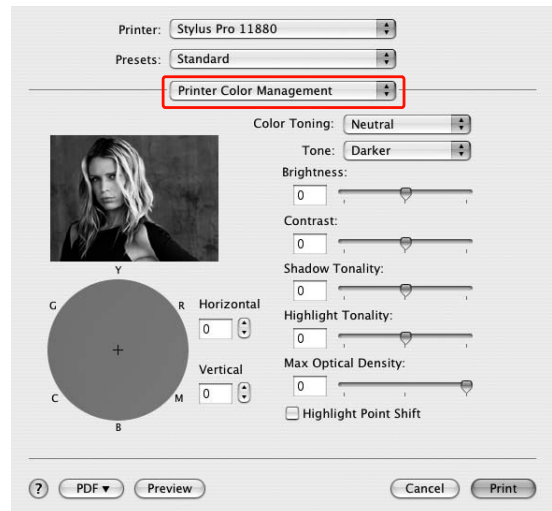 Printer: Stylus Pro 11880
Presets: Standard
Printer Color Management
Color Toning: Neutral
Tone: Darker
Brightness:
0
Contrast:
0
Shadow Tonality:
0
Highlight Tonality:
0
Max Optical Density:
0
Highlight Point Shift
Y
G R
C M
B
Horizontal
0
Vertical
0
? PDF▼ Preview Cancel Print